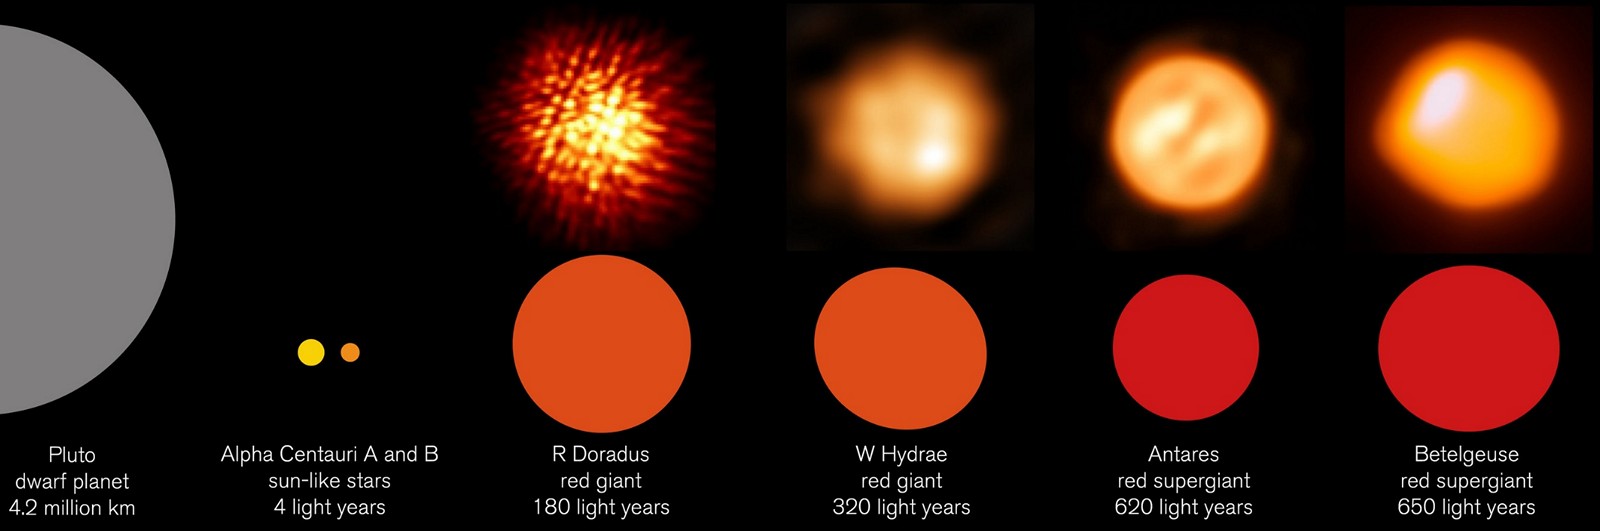 Pluto
dwarf planet
4.2 million km
Alpha Centauri A and B
sun-like stars
4 light years
R Doradus
red giant
180 light years
W Hydrae
red giant
320 light years
Antares
red supergiant
620 light years
Betelgeuse
red supergiant
650 light years